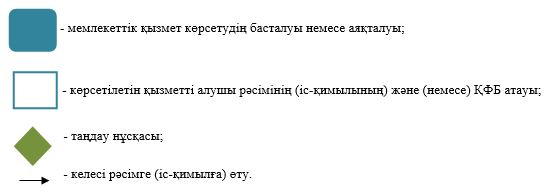 - мемлекеттік қызмет көрсетудің басталуы немесе аяқталуы;
- көрсетілетін қызметті алушы рәсімінің (іс-қимылының) және (немесе) ҚФБ атауы;
- таңдау нұсқасы;
- келесі рәсімге (іс-қимылға) өту.